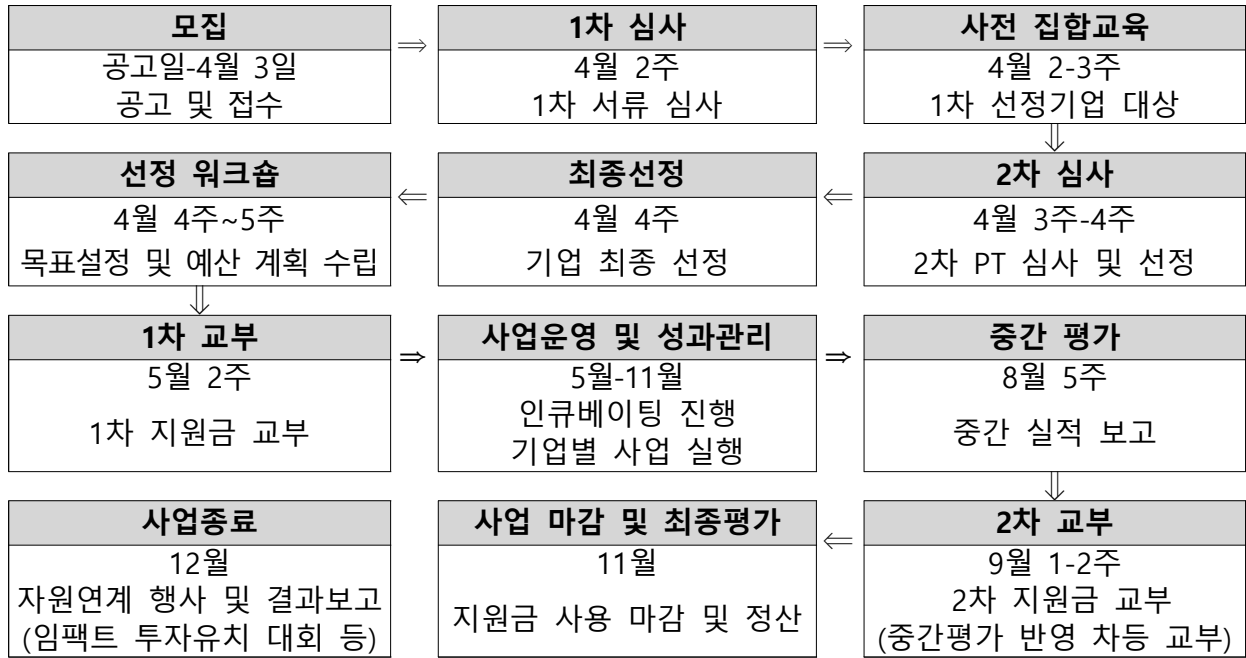 모집
공고일-4월 3일
공고 및 접수
⇒
1차 심사
4월 2주
1차 서류 심사
⇒
사전 집합교육
4월 2-3주
1차 선정기업 대상
⇓
2차 심사
4월 3주-4주
2차 PT 심사 및 선정
⇐
최종선정
4월 4주
기업 최종 선정
⇐
선정 워크숍
4월 4주~5주
목표설정 및 예산 계획 수립
⇓
1차 교부
5월 2주
1차 지원금 교부
⇒
사업운영 및 성과관리
5월-11월
인큐베이팅 진행
기업별 사업 실행
⇒
중간 평가
8월 5주
중간 실적 보고
⇓
2차 교부
9월 1-2주
2차 지원금 교부
(중간평가 반영 차등 교부)
⇐
사업 마감 및 최종평가
11월
지원금 사용 마감 및 정산
사업종료
12월
자원연계 행사 및 결과보고
(임팩트 투자유치 대회 등)